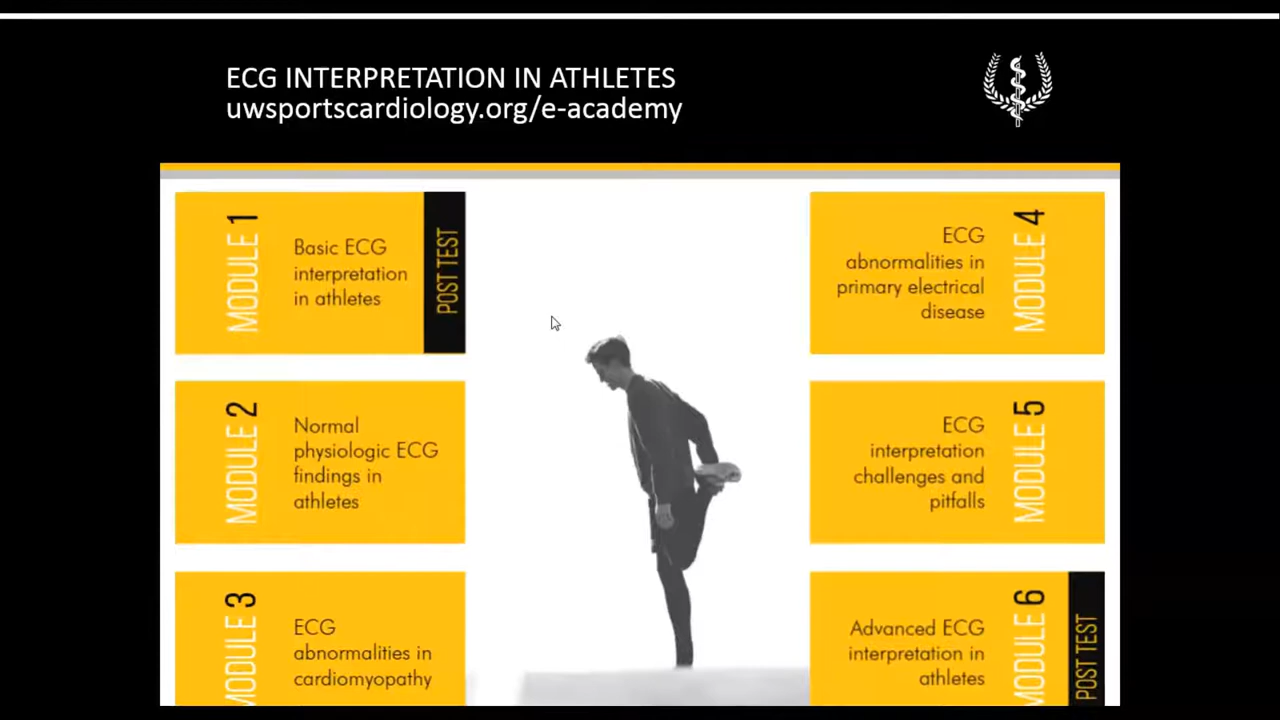 ECG INTERPRETATION IN ATHLETES
uwsportscardiology.org/e-academy
MODULE 1
Basic ECG
interpretation
in athletes
POST TEST
MODULE 2
Normal
physiologic ECG
findings in
athletes
MODULE 3
ECG
abnormalities in
cardiomyopathy
MODULE 4
ECG
abnormalities in
primary electrical
disease
MODULE 5
ECG
interpretation
challenges and
pitfalls
MODULE 6
Advanced ECG
interpretation in
athletes
POST TEST